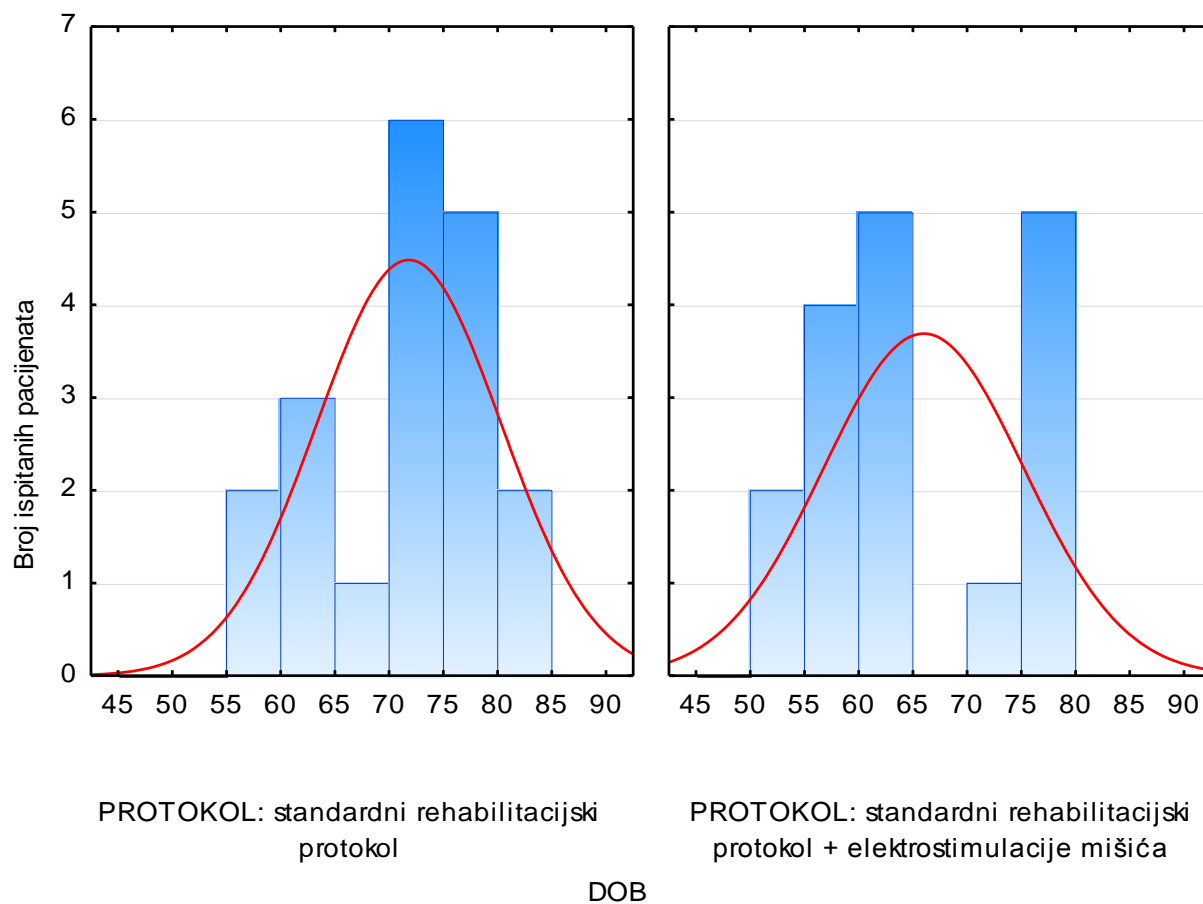 7
6
5
4
3
2
1
0
Broj ispitanih pacijenata
45 50 55 60 65 70 75 80 85 90
45 50 55 60 65 70 75 80 85 90
PROTOKOL: standardni rehabilitacijski
protokol
PROTOKOL: standardni rehabilitacijski
protokol + elektrostimulacije mišića
DOB